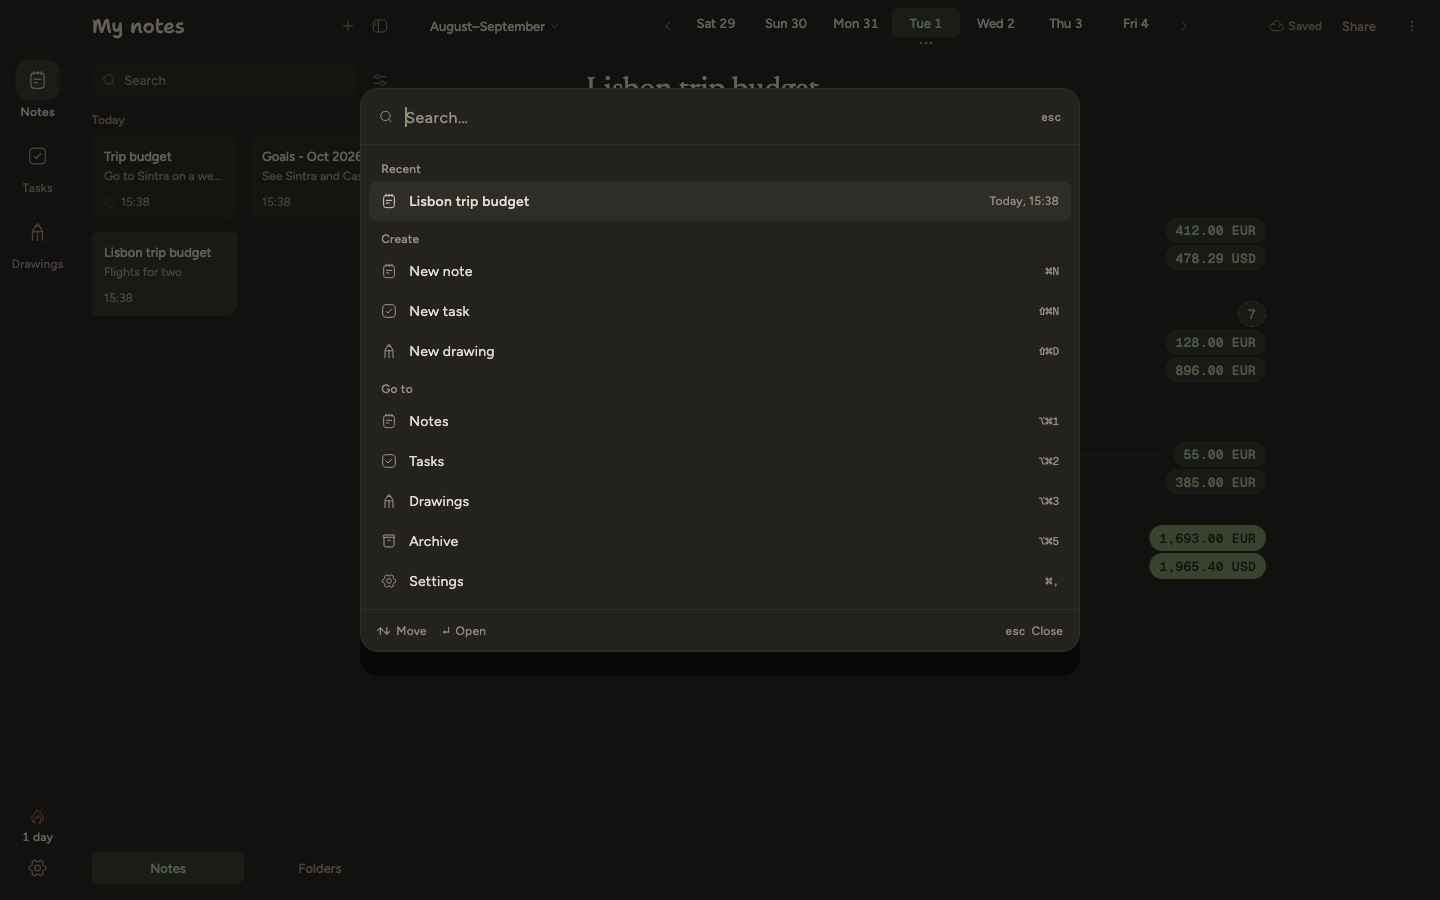 My notes
August–September
Sat 29
Sun 30
Mon 31
Tue 1
Wed 2
Thu 3
Fri 4
Saved
Share
Notes
Tasks
Drawings
1 day
Search
Today
Trip budget
Go to Sintra on a we...
15:38
Goals - Oct 2026
See Sintra and Cas
15:38
Lisbon trip budget
Flights for two
15:38
Notes
Folders
Lisbon trip budget
Search...
esc
Recent
Lisbon trip budget
Today, 15:38
Create
New note
⌘N
New task
⇧⌘N
New drawing
⇧⌘D
Go to
Notes
⌥⌘1
Tasks
⌥⌘2
Drawings
⌥⌘3
Archive
⌥⌘5
Settings
⌘,
Move
Open
esc Close
412.00 EUR
478.29 USD
7
128.00 EUR
896.00 EUR
55.00 EUR
385.00 EUR
1,693.00 EUR
1,965.40 USD